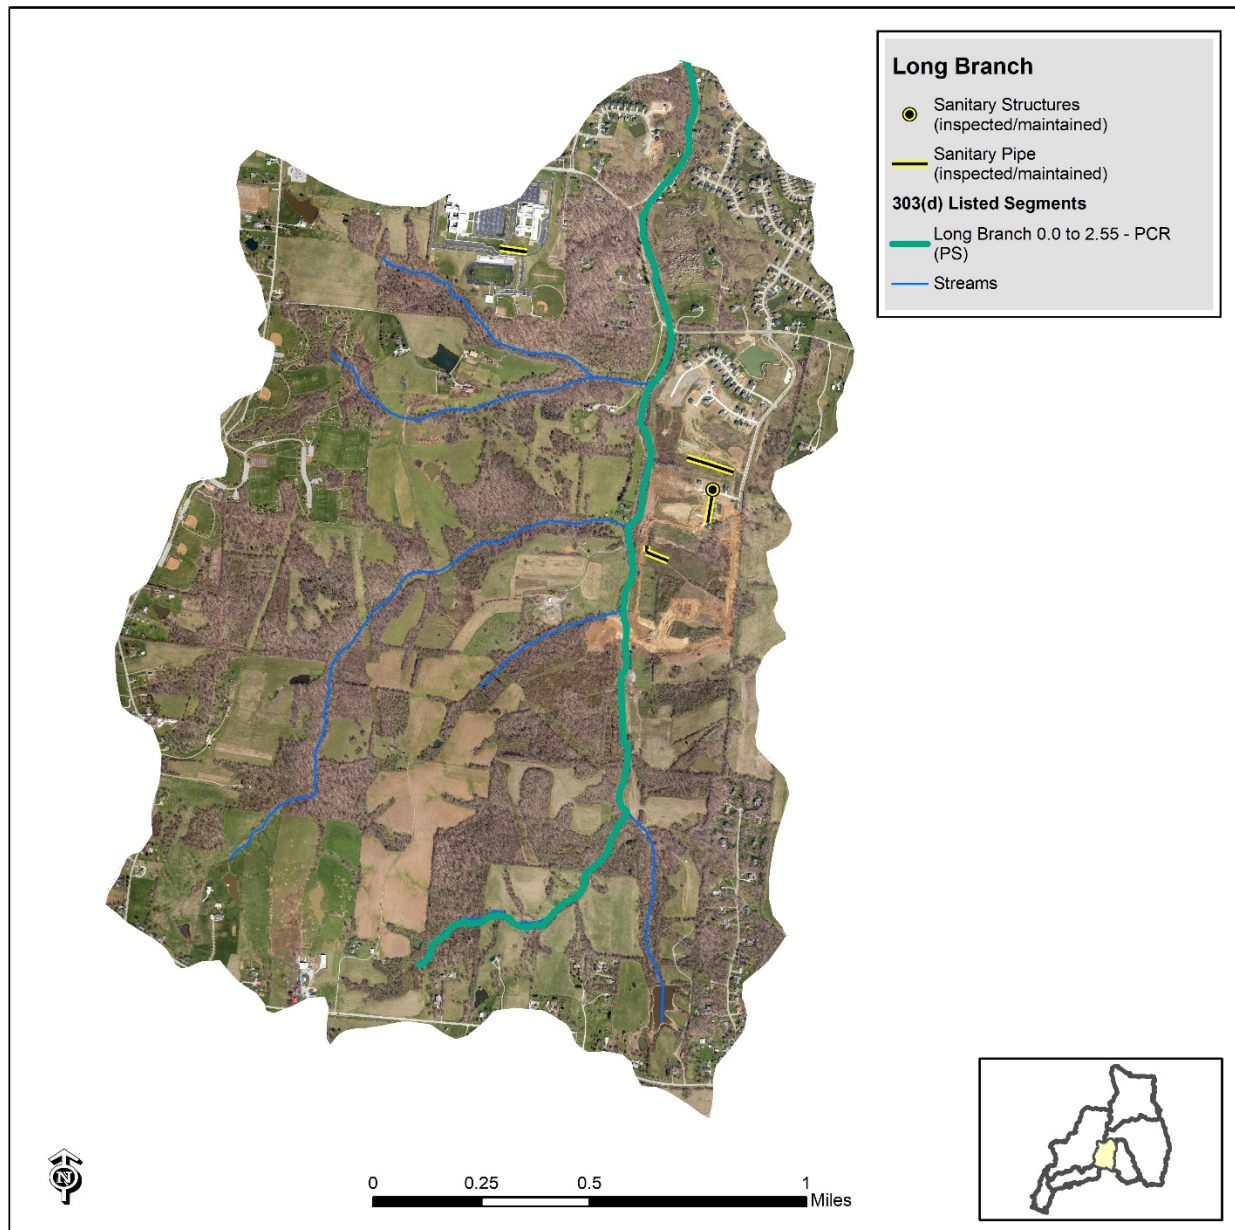 Long Branch
Sanitary Structures
(inspected/maintained)
Sanitary Pipe
(inspected/maintained)
303(d) Listed Segments
Long Branch 0.0 to 2.55 - PCR
(PS)
Streams
N
0 0.25 0.5 1
Miles